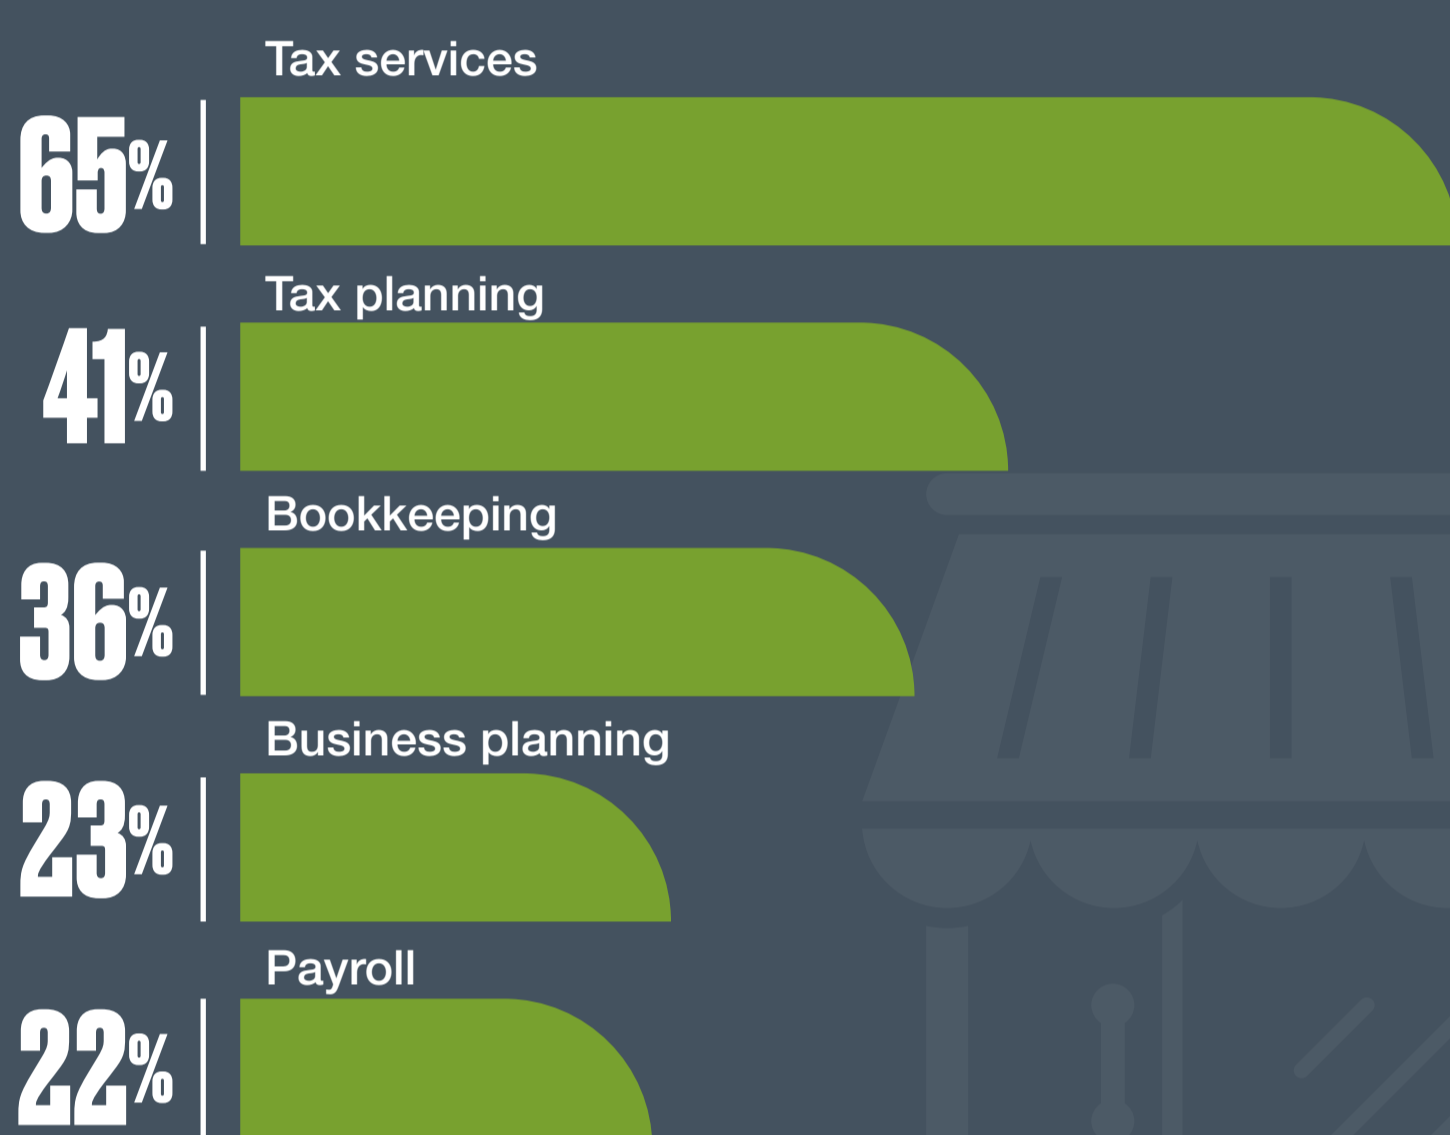 Tax services
65%
Tax planning
41%
Bookkeeping
36%
Business planning
23%
Payroll
22%